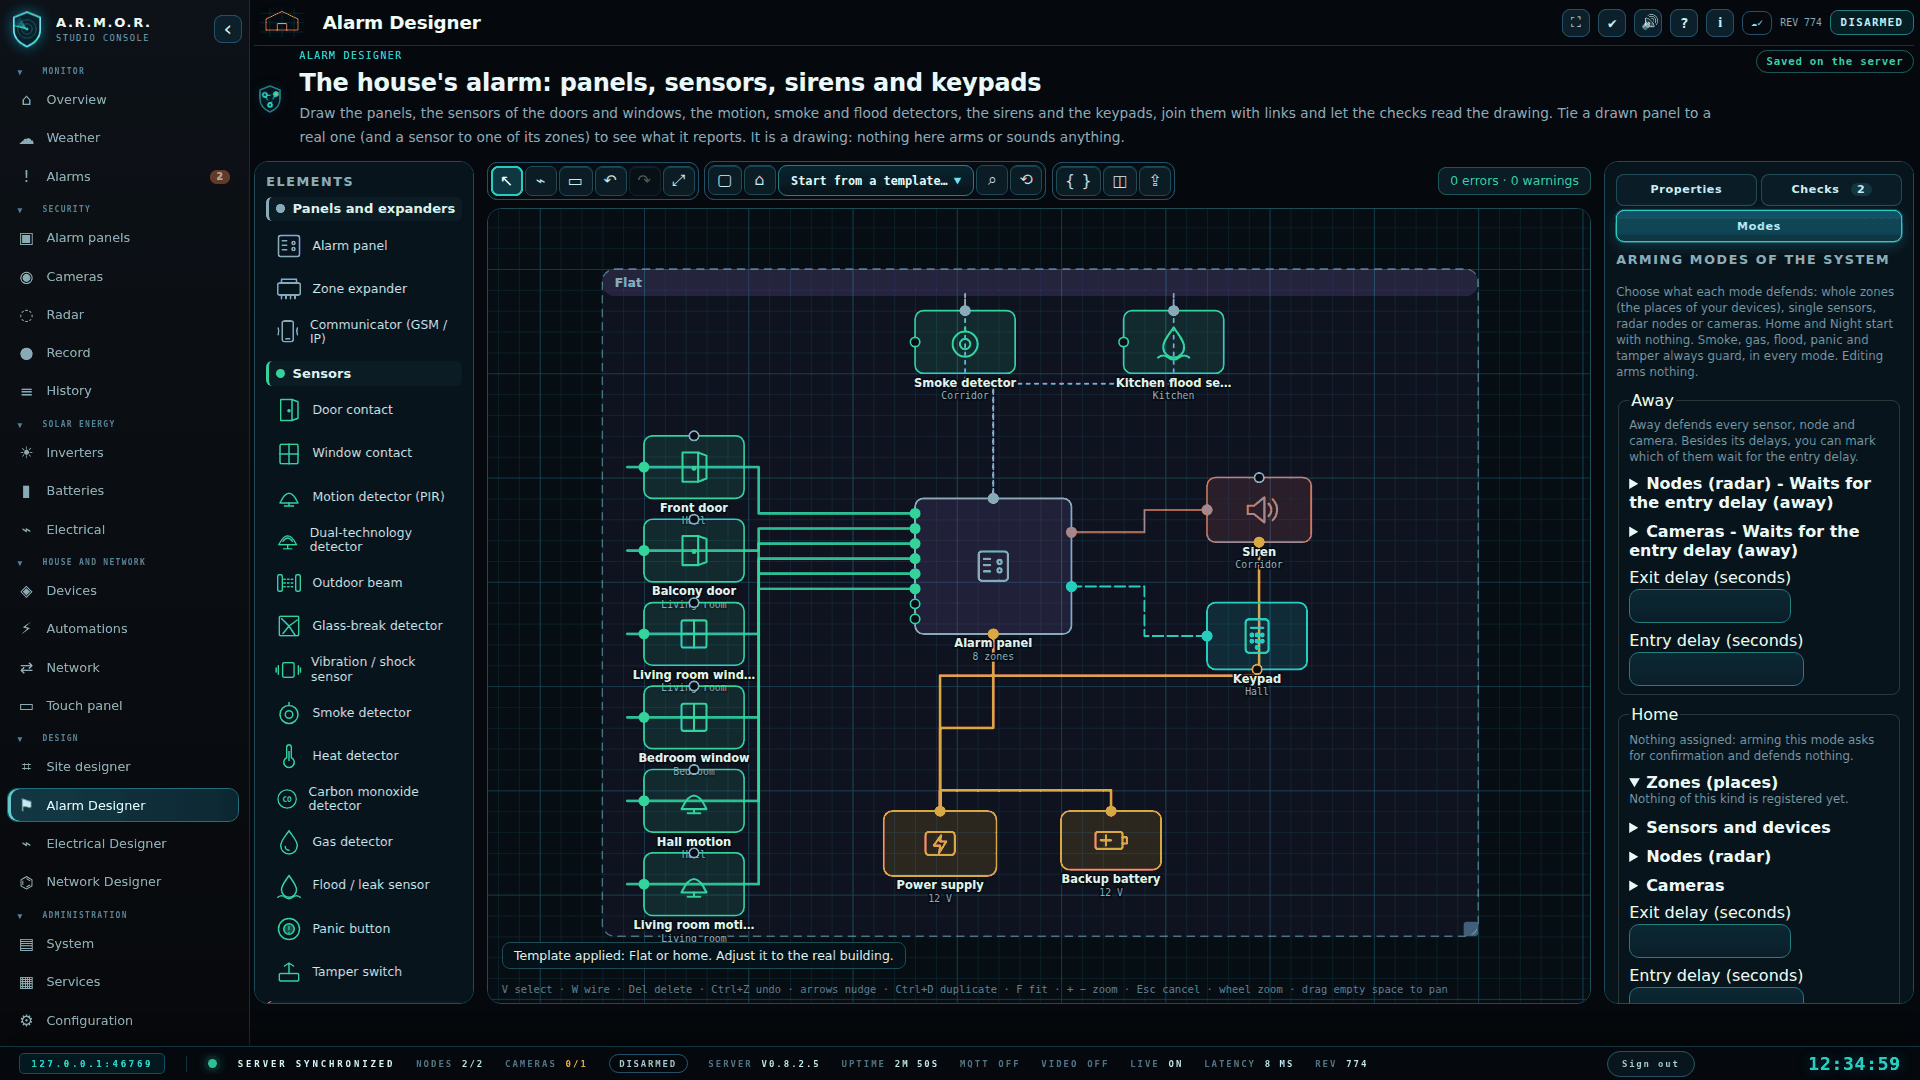 A.R.M.O.R.
STUDIO CONSOLE
MONITOR
Overview
Weather
Alarms 2
SECURITY
Alarm panels
Cameras
Radar
Record
History
SOLAR ENERGY
Inverters
Batteries
Electrical
HOUSE AND NETWORK
Devices
Automations
Network
Touch panel
DESIGN
Site designer
Alarm Designer
Electrical Designer
Network Designer
ADMINISTRATION
System
Services
Configuration
Alarm Designer
REV 774
DISARMED
ALARM DESIGNER
Saved on the server
The house's alarm: panels, sensors, sirens and keypads
Draw the panels, the sensors of the doors and windows, the motion, smoke and flood detectors, the sirens and the keypads, join them with links and let the checks read the drawing. Tie a drawn panel to a
real one (and a sensor to one of its zones) to see what it reports. It is a drawing: nothing here arms or sounds anything.
ELEMENTS
Panels and expanders
Alarm panel
Zone expander
Communicator (GSM /
IP)
Sensors
Door contact
Window contact
Motion detector (PIR)
Dual-technology
detector
Outdoor beam
Glass-break detector
Vibration / shock
sensor
Smoke detector
Heat detector
CO
Carbon monoxide
detector
Gas detector
Flood / leak sensor
Panic button
Tamper switch
Start from a template…
{ }
0 errors · 0 warnings
Flat
Smoke detector
Corridor
Kitchen flood se…
Kitchen
Front door
Hall
Balcony door
Living room
Living room wind…
Living room
Bedroom window
Bedroom
Hall motion
Hall
Living room moti…
Living room
Alarm panel
8 zones
Siren
Corridor
Keypad
Hall
Power supply
12 V
Backup battery
12 V
Template applied: Flat or home. Adjust it to the real building.
V select · W wire · Del delete · Ctrl+Z undo · arrows nudge · Ctrl+D duplicate · F fit · + − zoom · Esc cancel · wheel zoom · drag empty space to pan
Properties
Checks 2
Modes
ARMING MODES OF THE SYSTEM
Choose what each mode defends: whole zones
(the places of your devices), single sensors,
radar nodes or cameras. Home and Night start
with nothing. Smoke, gas, flood, panic and
tamper always guard, in every mode. Editing
arms nothing.
Away
Away defends every sensor, node and
camera. Besides its delays, you can mark
which of them wait for the entry delay.
Nodes (radar) - Waits for
the entry delay (away)
Cameras - Waits for the
entry delay (away)
Exit delay (seconds)
Entry delay (seconds)
Home
Nothing assigned: arming this mode asks
for confirmation and defends nothing.
Zones (places)
Nothing of this kind is registered yet.
Sensors and devices
Nodes (radar)
Cameras
Exit delay (seconds)
Entry delay (seconds)
127.0.0.1:46769
SERVER SYNCHRONIZED
NODES 2/2
CAMERAS 0/1
DISARMED
SERVER V0.8.2.5
UPTIME 2M 50S
MQTT OFF
VIDEO OFF
LIVE ON
LATENCY 8 MS
REV 774
Sign out
12:34:59